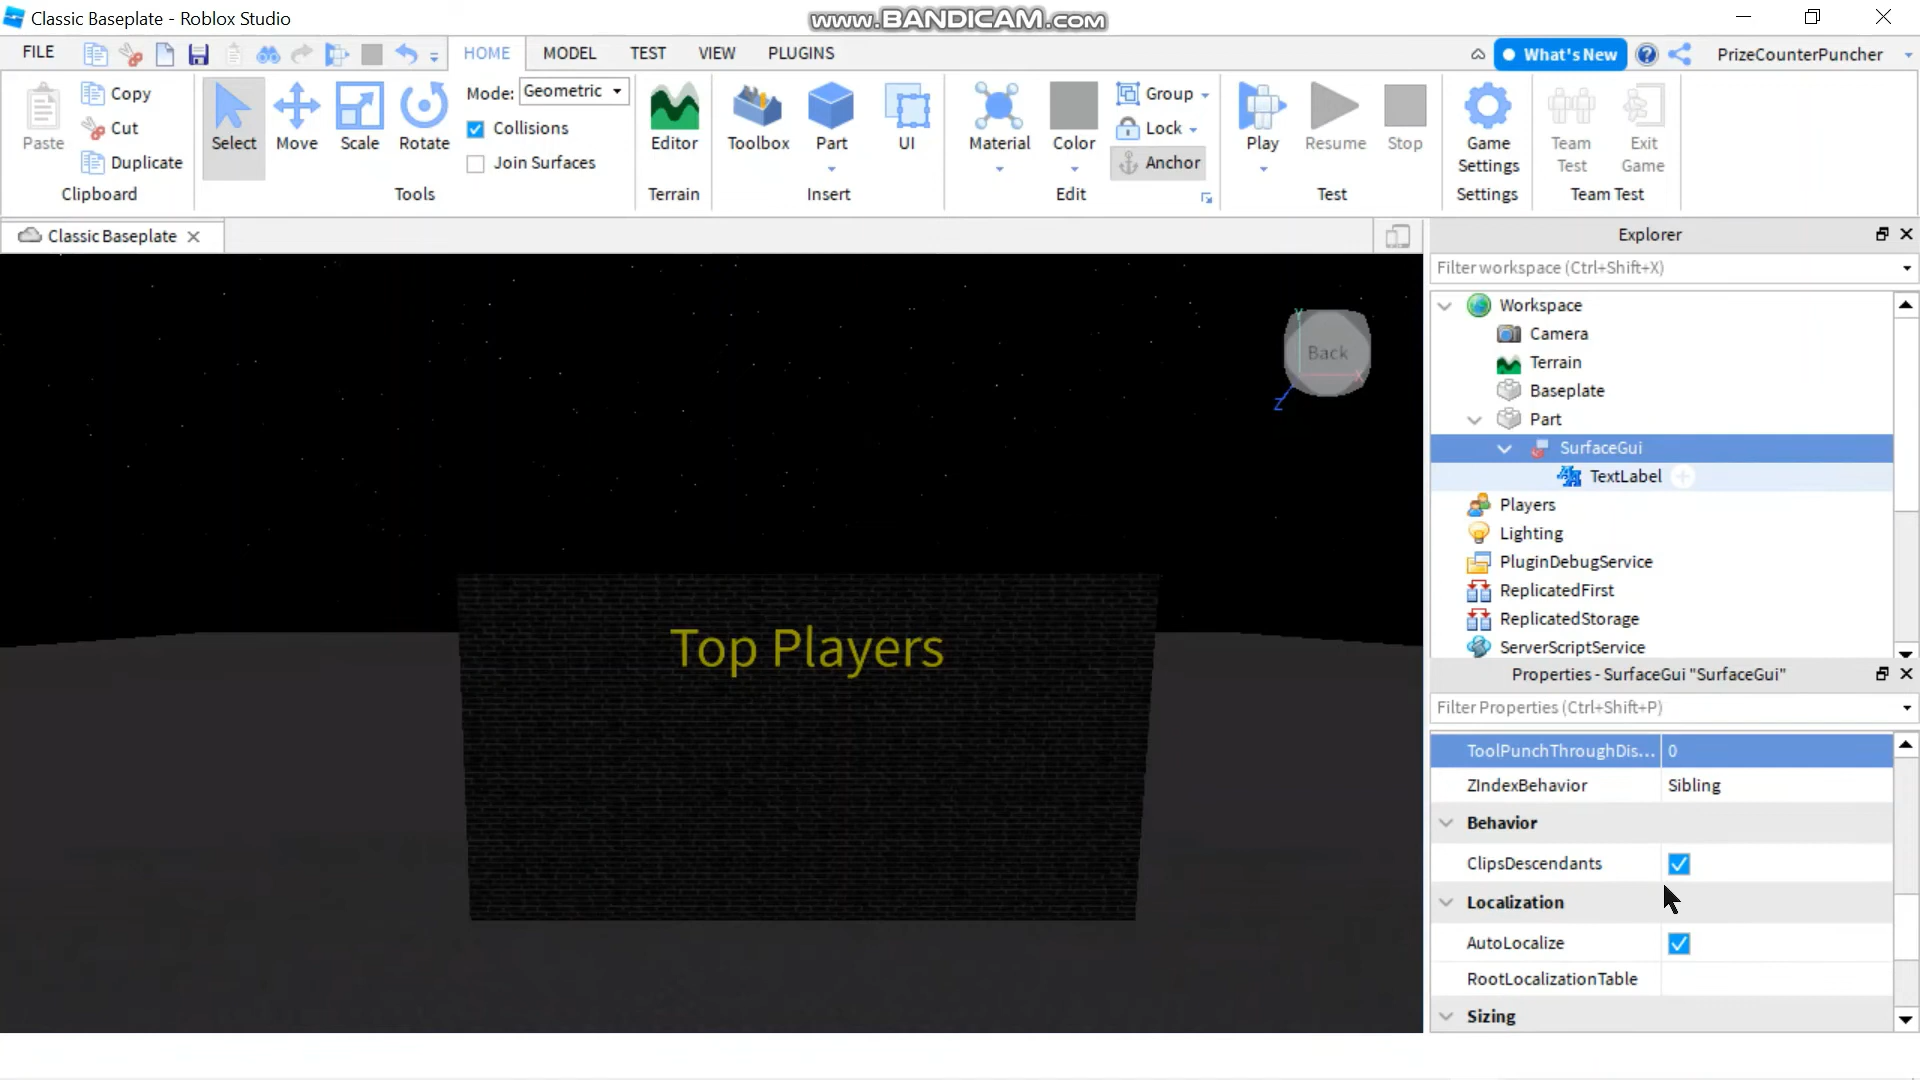 Classic Baseplate - Roblox Studio
www.BANDICAM.com
FILE
HOME
MODEL
TEST
VIEW
PLUGINS
What's New
PrizeCounterPuncher
Paste
Copy
Cut
Duplicate
Clipboard
Select
Move
Scale
Rotate
Mode: Geometric
Collisions
Join Surfaces
Tools
Editor
Terrain
Toolbox
Part
UI
Insert
Material
Color
Group
Lock
Anchor
Edit
Play
Resume
Stop
Test
Game
Settings
Settings
Team
Test
Exit
Game
Team Test
Classic Baseplate
Back
Y
X
Z
Top Players
Explorer
Filter workspace (Ctrl+Shift+X)
Workspace
Camera
Terrain
Baseplate
Part
SurfaceGui
TextLabel
Players
Lighting
PluginDebugService
ReplicatedFirst
ReplicatedStorage
ServerScriptService
Properties - SurfaceGui "SurfaceGui"
Filter Properties (Ctrl+Shift+P)
ToolPunchThroughDis... 0
ZIndexBehavior Sibling
Behavior
ClipsDescendants
Localization
AutoLocalize
RootLocalizationTable
Sizing